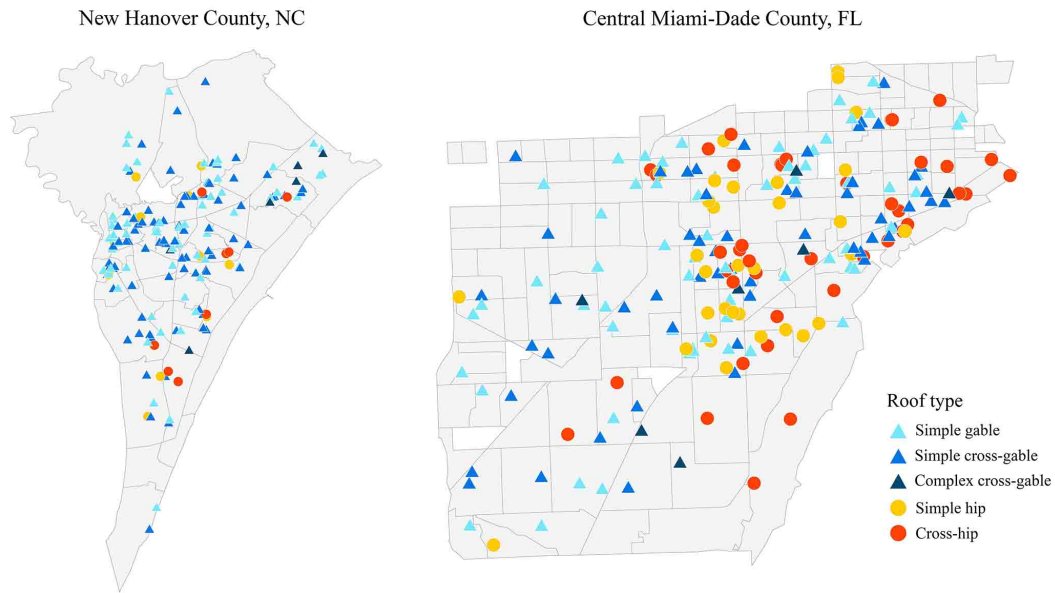 New Hanover County, NC
Central Miami-Dade County, FL
Roof type
Simple gable
Simple cross-gable
Complex cross-gable
Simple hip
Cross-hip